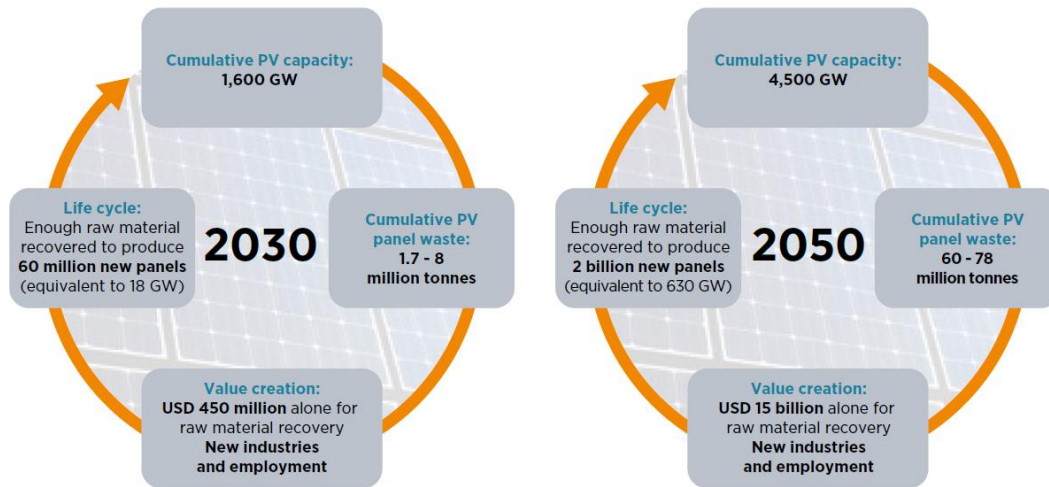 Cumulative PV capacity:
1,600 GW
Life cycle:
Enough raw material
recovered to produce
60 million new panels
(equivalent to 18 GW)
2030
Cumulative PV
panel waste:
1.7 - 8
million tonnes
Value creation:
USD 450 million alone for
raw material recovery
New industries
and employment
Cumulative PV capacity:
4,500 GW
Life cycle:
Enough raw material
recovered to produce
2 billion new panels
(equivalent to 630 GW)
2050
Cumulative PV
panel waste:
60 - 78
million tonnes
Value creation:
USD 15 billion alone for
raw material recovery
New industries
and employment